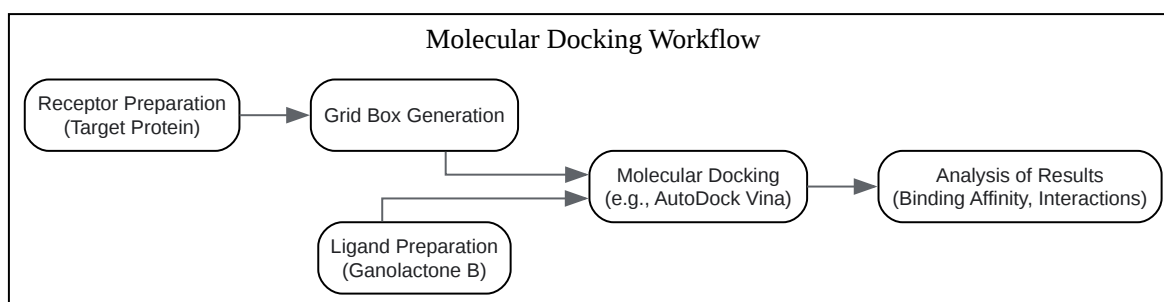 Molecular Docking Workflow
Receptor Preparation
(Target Protein)
Grid Box Generation
Molecular Docking
(e.g., AutoDock Vina)
Analysis of Results
(Binding Affinity, Interactions)
Ligand Preparation
(Ganolactone B)